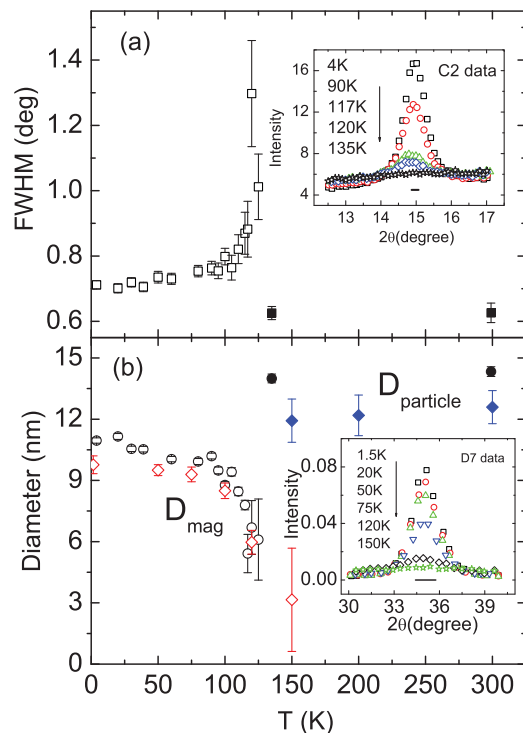 (a)
C2 data
4K
90K
117K
120K
135K
16
12
8
4
Intensity
13 14 15 16 17
2θ(degree)
1.4
1.2
1.0
0.8
0.6
FWHM (deg)
(b)
D particle
D mag
D7 data
1.5K
20K
50K
75K
120K
150K
0.08
0.04
0.00
Intensity
30 33 36 39
2θ(degree)
15
12
9
6
3
0
Diameter (nm)
0 50 100 150 200 250 300
T (K)